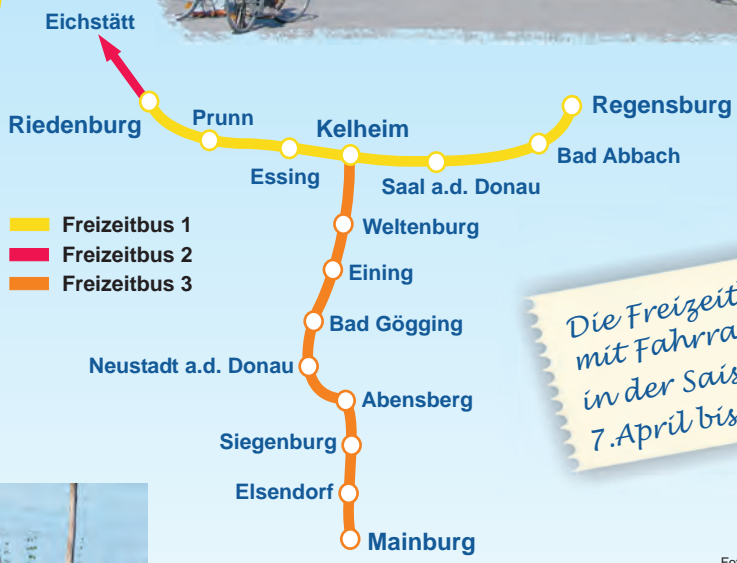 Eichstätt
Riedenburg
Prunn
Essing
Kelheim
Saal a.d. Donau
Bad Abbach
Regensburg
Freizeitbus 1
Freizeitbus 2
Freizeitbus 3
Weltenburg
Eining
Bad Gögging
Neustadt a.d. Donau
Abensberg
Siegenburg
Elsendorf
Mainburg
Die Freizeit
mit Fahrra
in der Sais
7.April bis